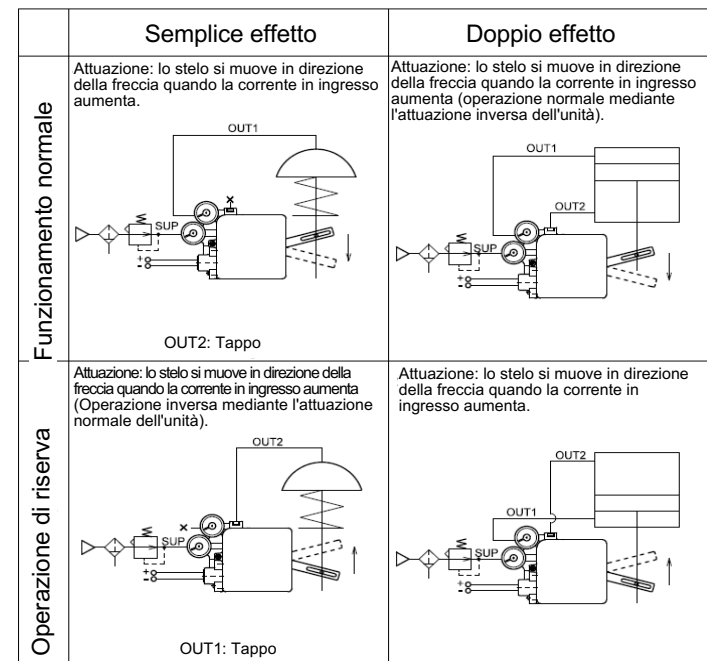 Semplice effetto
Doppio effetto
Funzionamento normale
Attuazione: lo stelo si muove in direzione
della freccia quando la corrente in ingresso
aumenta.
OUT1
SUP
+
-
OUT2: Tappo
Attuazione: lo stelo si muove in direzione
della freccia quando la corrente in ingresso
aumenta (operazione normale mediante
l'attuazione inversa dell'unità).
OUT1
OUT2
SUP
+
-
Operazione di riserva
Attuazione: lo stelo si muove in direzione della
freccia quando la corrente in ingresso aumenta
(Operazione inversa mediante l'attuazione
normale dell'unità).
OUT2
SUP
+
-
OUT1: Tappo
Attuazione: lo stelo si muove in direzione
della freccia quando la corrente in
ingresso aumenta.
OUT2
OUT1
SUP
+
-